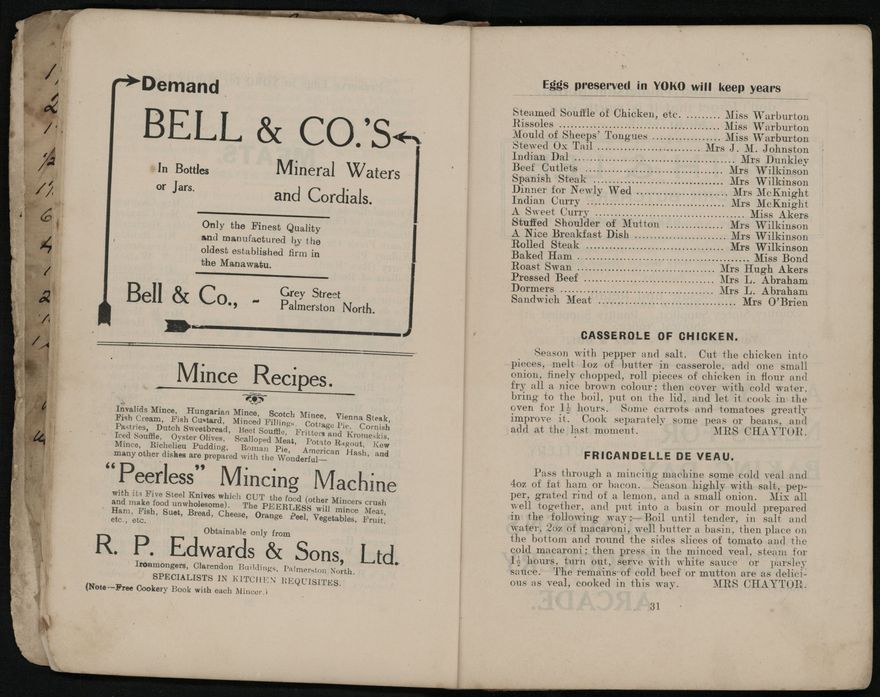 Demand
BELL & CO.'S
In Bottles
or Jars.
Mineral Waters
and Cordials.
Only the Finest Quality
and manufactured by the
oldest established firm in
the Manawatu.
Bell & Co., -
Grey Street
Palmerston North.
Mince Recipes.
Invalids Mince, Hungarian Mince, Scotch Mince, Vienna Steak,
Fish Cream, Fish Custard, Minced Fillings, Cottage Pie, Cornish
Pastries, Dutch Sweetbread, Beet Souffle, Fritters and Kromeskis,
Iced Souffle, Oyster Olives, Scalloped Meat, Potato Ragout, Kew
Mince, Richelieu Pudding, Roman Pie, American Hash, and
many other dishes are prepared with the Wonderful—
"Peerless" Mincing Machine
with its Five Steel Knives which CUT the food (other Mincers crush
and make food unwholesome). The PEERLESS will mince Meat,
Ham, Fish, Suet, Bread, Cheese, Orange Peel, Vegetables, Fruit,
etc., etc.
Obtainable only from
R. P. Edwards & Sons, Ltd.
Ironmongers, Clarendon Buildings, Palmerston North.
SPECIALISTS IN KITCHEN REQUISITES.
(Note—Free Cookery Book with each Mincer.)
Eggs preserved in YOKO will keep years
Steamed Souffle of Chicken, etc. ......... Miss Warburton
Rissoles ........................................ Miss Warburton
Mould of Sheeps' Tongues ................. Miss Warburton
Stewed Ox Tail .......................... Mrs J. M. Johnston
Indian Dal ........................................ Mrs Dunkley
Beef Cutlets .................................. Mrs Wilkinson
Spanish Steak ................................ Mrs Wilkinson
Dinner for Newly Wed ....................... Mrs McKnight
Indian Curry ................................... Mrs McKnight
A Sweet Curry ..................................... Miss Akers
Stuffed Shoulder of Mutton .............. Mrs Wilkinson
A Nice Breakfast Dish ...................... Mrs Wilkinson
Rolled Steak .................................. Mrs Wilkinson
Baked Ham .......................................... Miss Bond
Roast Swan .................................. Mrs Hugh Akers
Pressed Beef ................................. Mrs L. Abraham
Dormers ...................................... Mrs L. Abraham
Sandwich Meat .................................. Mrs O'Brien
CASSEROLE OF CHICKEN.
Season with pepper and salt. Cut the chicken into
pieces, melt 1oz of butter in casserole, add one small
onion, finely chopped, roll pieces of chicken in flour and
fry all a nice brown colour; then cover with cold water,
bring to the boil, put on the lid, and let it cook in the
oven for 1½ hours. Some carrots and tomatoes greatly
improve it. Cook separately some peas or beans, and
add at the last moment. MRS CHAYTOR.
FRICANDELLE DE VEAU.
Pass through a mincing machine some cold veal and
4oz of fat ham or bacon. Season highly with salt, pep-
per, grated rind of a lemon, and a small onion. Mix all
well together, and put into a basin or mould prepared
in the following way:—Boil until tender, in salt and
water, 2oz of macaroni, well butter a basin, then place on
the bottom and round the sides slices of tomato and the
cold macaroni; then press in the minced veal, steam for
1½ hours, turn out, serve with white sauce or parsley
sauce. The remains of cold beef or mutton are as delici-
ous as veal, cooked in this way. MRS CHAYTOR.
31